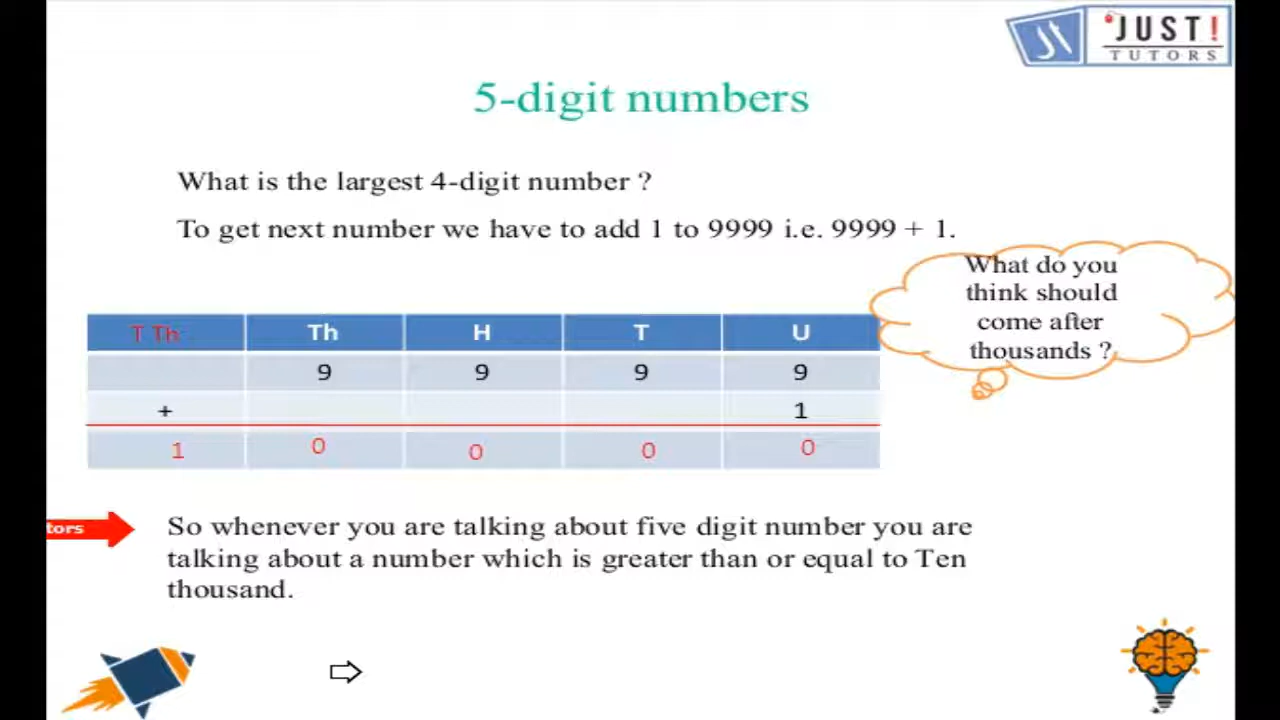 JUST!
TUTORS
5-digit numbers
What is the largest 4-digit number ?
To get next number we have to add 1 to 9999 i.e. 9999 + 1.
What do you
think should
come after
thousands ?
T Th Th H T U
9 9 9 9
+ 1
1 0 0 0 0
tors
So whenever you are talking about five digit number you are
talking about a number which is greater than or equal to Ten
thousand.